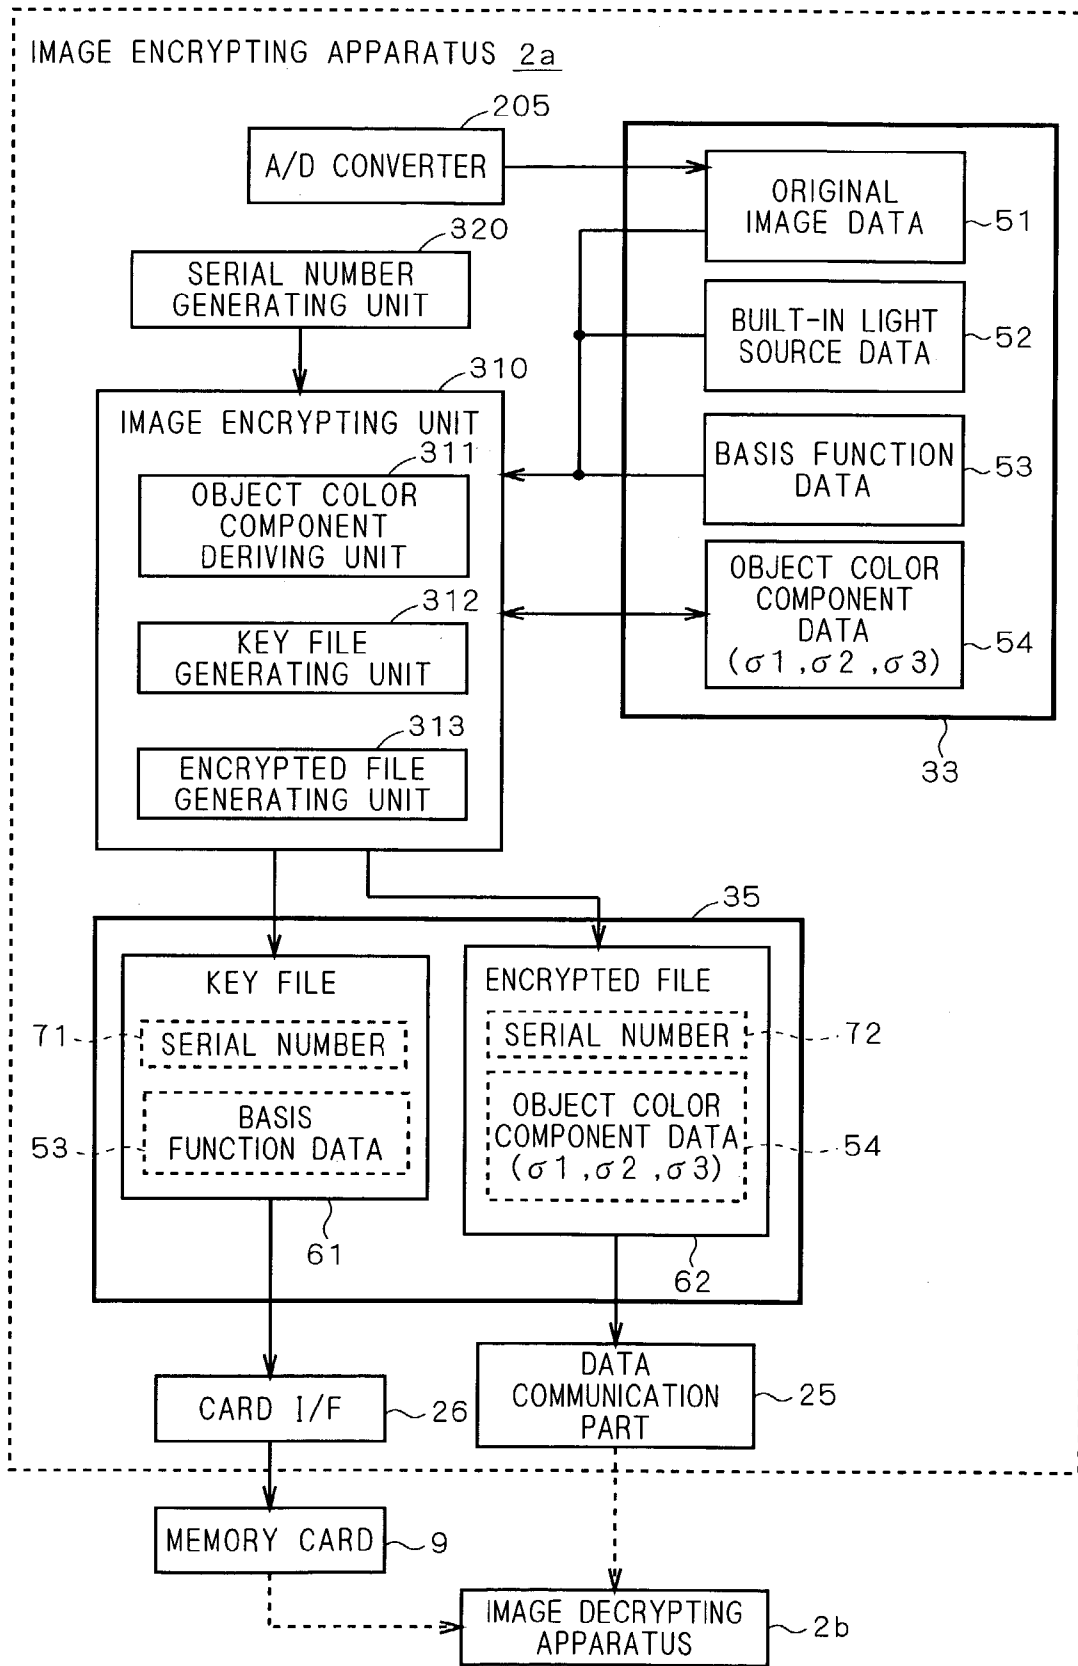 IMAGE ENCRYPTING APPARATUS 2a
205
A/D CONVERTER
ORIGINAL
IMAGE DATA
51
320
SERIAL NUMBER
GENERATING UNIT
BUILT-IN LIGHT
SOURCE DATA
52
310
IMAGE ENCRYPTING UNIT
311
OBJECT COLOR
COMPONENT
DERIVING UNIT
BASIS FUNCTION
DATA
53
312
KEY FILE
GENERATING UNIT
OBJECT COLOR
COMPONENT
DATA
(σ1 ,σ2 ,σ3)
54
313
ENCRYPTED FILE
GENERATING UNIT
33
35
KEY FILE
71
SERIAL NUMBER
53
BASIS
FUNCTION DATA
61
ENCRYPTED FILE
SERIAL NUMBER
72
OBJECT COLOR
COMPONENT DATA
(σ1 ,σ2 ,σ3)
54
62
CARD I/F
26
DATA
COMMUNICATION
PART
25
MEMORY CARD
9
IMAGE DECRYPTING
APPARATUS
2b